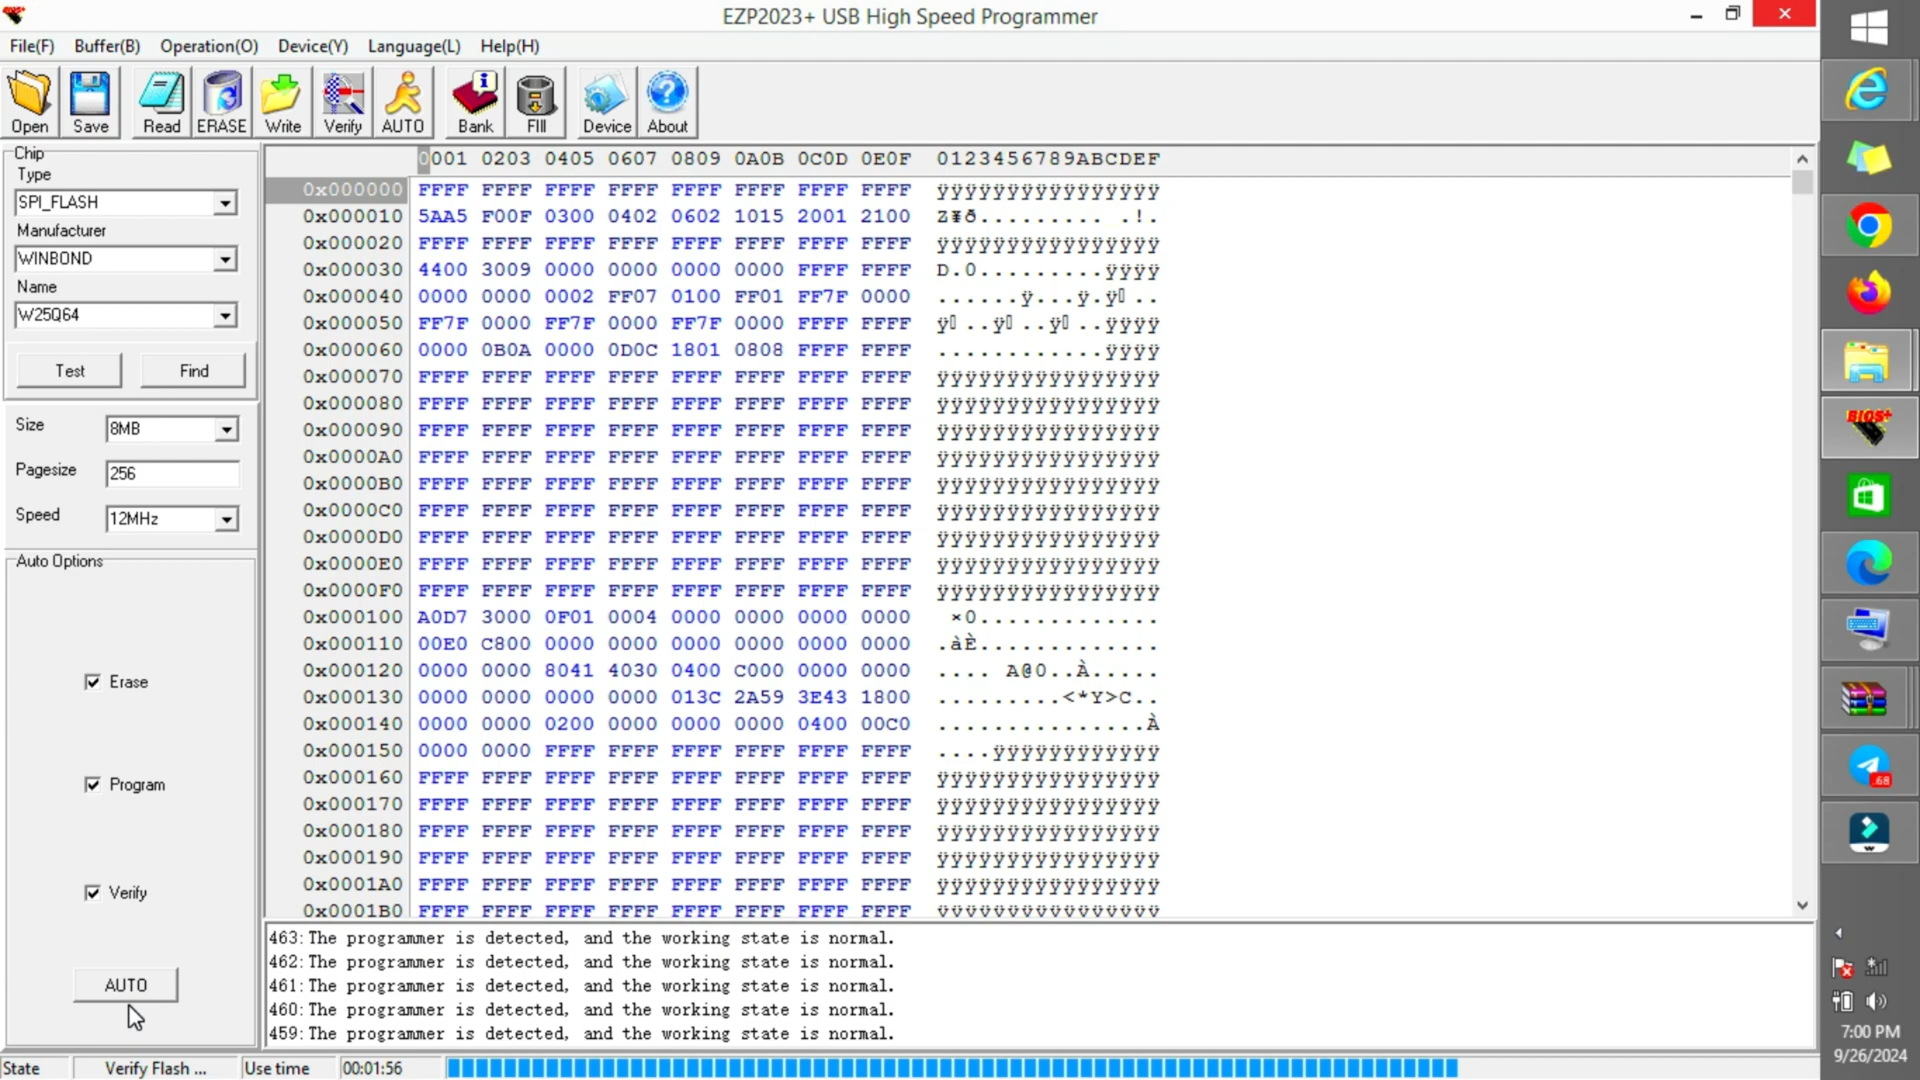 EZP2023+ USB High Speed Programmer
File(F) Buffer(B) Operation(O) Device(Y) Language(L) Help(H)
Open Save Read ERASE Write Verify AUTO Bank FIll Device About
Chip
Type
SPI_FLASH
Manufacturer
WINBOND
Name
W25Q64
Test Find
Size 8MB
Pagesize 256
Speed 12MHz
Auto Options
Erase
Program
Verify
AUTO
0001 0203 0405 0607 0809 0A0B 0C0D 0E0F 0123456789ABCDEF
0x000000 FFFF FFFF FFFF FFFF FFFF FFFF FFFF FFFF ÿÿÿÿÿÿÿÿÿÿÿÿÿÿÿÿ
0x000010 5AA5 F00F 0300 0402 0602 1015 2001 2100 Z¥ð......... .!.
0x000020 FFFF FFFF FFFF FFFF FFFF FFFF FFFF FFFF ÿÿÿÿÿÿÿÿÿÿÿÿÿÿÿÿ
0x000030 4400 3009 0000 0000 0000 0000 FFFF FFFF D.0.........ÿÿÿÿ
0x000040 0000 0000 0002 FF07 0100 FF01 FF7F 0000 ......ÿ...ÿ.ÿ▯..
0x000050 FF7F 0000 FF7F 0000 FF7F 0000 FFFF FFFF ÿ▯..ÿ▯..ÿ▯..ÿÿÿÿ
0x000060 0000 0B0A 0000 0D0C 1801 0808 FFFF FFFF ............ÿÿÿÿ
0x000070 FFFF FFFF FFFF FFFF FFFF FFFF FFFF FFFF ÿÿÿÿÿÿÿÿÿÿÿÿÿÿÿÿ
0x000080 FFFF FFFF FFFF FFFF FFFF FFFF FFFF FFFF ÿÿÿÿÿÿÿÿÿÿÿÿÿÿÿÿ
0x000090 FFFF FFFF FFFF FFFF FFFF FFFF FFFF FFFF ÿÿÿÿÿÿÿÿÿÿÿÿÿÿÿÿ
0x0000A0 FFFF FFFF FFFF FFFF FFFF FFFF FFFF FFFF ÿÿÿÿÿÿÿÿÿÿÿÿÿÿÿÿ
0x0000B0 FFFF FFFF FFFF FFFF FFFF FFFF FFFF FFFF ÿÿÿÿÿÿÿÿÿÿÿÿÿÿÿÿ
0x0000C0 FFFF FFFF FFFF FFFF FFFF FFFF FFFF FFFF ÿÿÿÿÿÿÿÿÿÿÿÿÿÿÿÿ
0x0000D0 FFFF FFFF FFFF FFFF FFFF FFFF FFFF FFFF ÿÿÿÿÿÿÿÿÿÿÿÿÿÿÿÿ
0x0000E0 FFFF FFFF FFFF FFFF FFFF FFFF FFFF FFFF ÿÿÿÿÿÿÿÿÿÿÿÿÿÿÿÿ
0x0000F0 FFFF FFFF FFFF FFFF FFFF FFFF FFFF FFFF ÿÿÿÿÿÿÿÿÿÿÿÿÿÿÿÿ
0x000100 A0D7 3000 0F01 0004 0000 0000 0000 0000 ×0.............
0x000110 00E0 C800 0000 0000 0000 0000 0000 0000 .àÈ.............
0x000120 0000 0000 8041 4030 0400 C000 0000 0000 .... A@0..À.....
0x000130 0000 0000 0000 0000 013C 2A59 3E43 1800 .........<*Y>C..
0x000140 0000 0000 0200 0000 0000 0000 0400 00C0 ...............À
0x000150 0000 0000 FFFF FFFF FFFF FFFF FFFF FFFF ....ÿÿÿÿÿÿÿÿÿÿÿÿ
0x000160 FFFF FFFF FFFF FFFF FFFF FFFF FFFF FFFF ÿÿÿÿÿÿÿÿÿÿÿÿÿÿÿÿ
0x000170 FFFF FFFF FFFF FFFF FFFF FFFF FFFF FFFF ÿÿÿÿÿÿÿÿÿÿÿÿÿÿÿÿ
0x000180 FFFF FFFF FFFF FFFF FFFF FFFF FFFF FFFF ÿÿÿÿÿÿÿÿÿÿÿÿÿÿÿÿ
0x000190 FFFF FFFF FFFF FFFF FFFF FFFF FFFF FFFF ÿÿÿÿÿÿÿÿÿÿÿÿÿÿÿÿ
0x0001A0 FFFF FFFF FFFF FFFF FFFF FFFF FFFF FFFF ÿÿÿÿÿÿÿÿÿÿÿÿÿÿÿÿ
0x0001B0 FFFF FFFF FFFF FFFF FFFF FFFF FFFF FFFF ÿÿÿÿÿÿÿÿÿÿÿÿÿÿÿÿ
463:The programmer is detected, and the working state is normal.
462:The programmer is detected, and the working state is normal.
461:The programmer is detected, and the working state is normal.
460:The programmer is detected, and the working state is normal.
459:The programmer is detected, and the working state is normal.
State Verify Flash ... Use time 00:01:56
BIOS+
.68
7:00 PM
9/26/2024